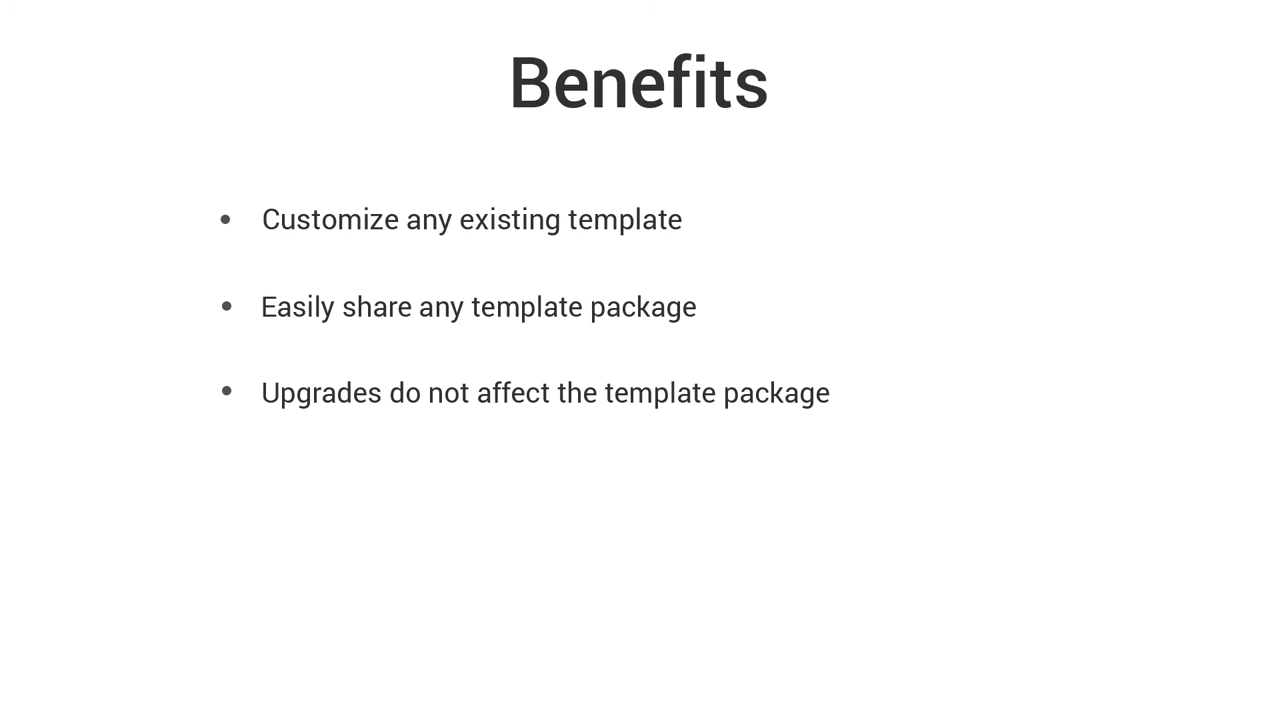 Benefits
• Customize any existing template
• Easily share any template package
• Upgrades do not affect the template package